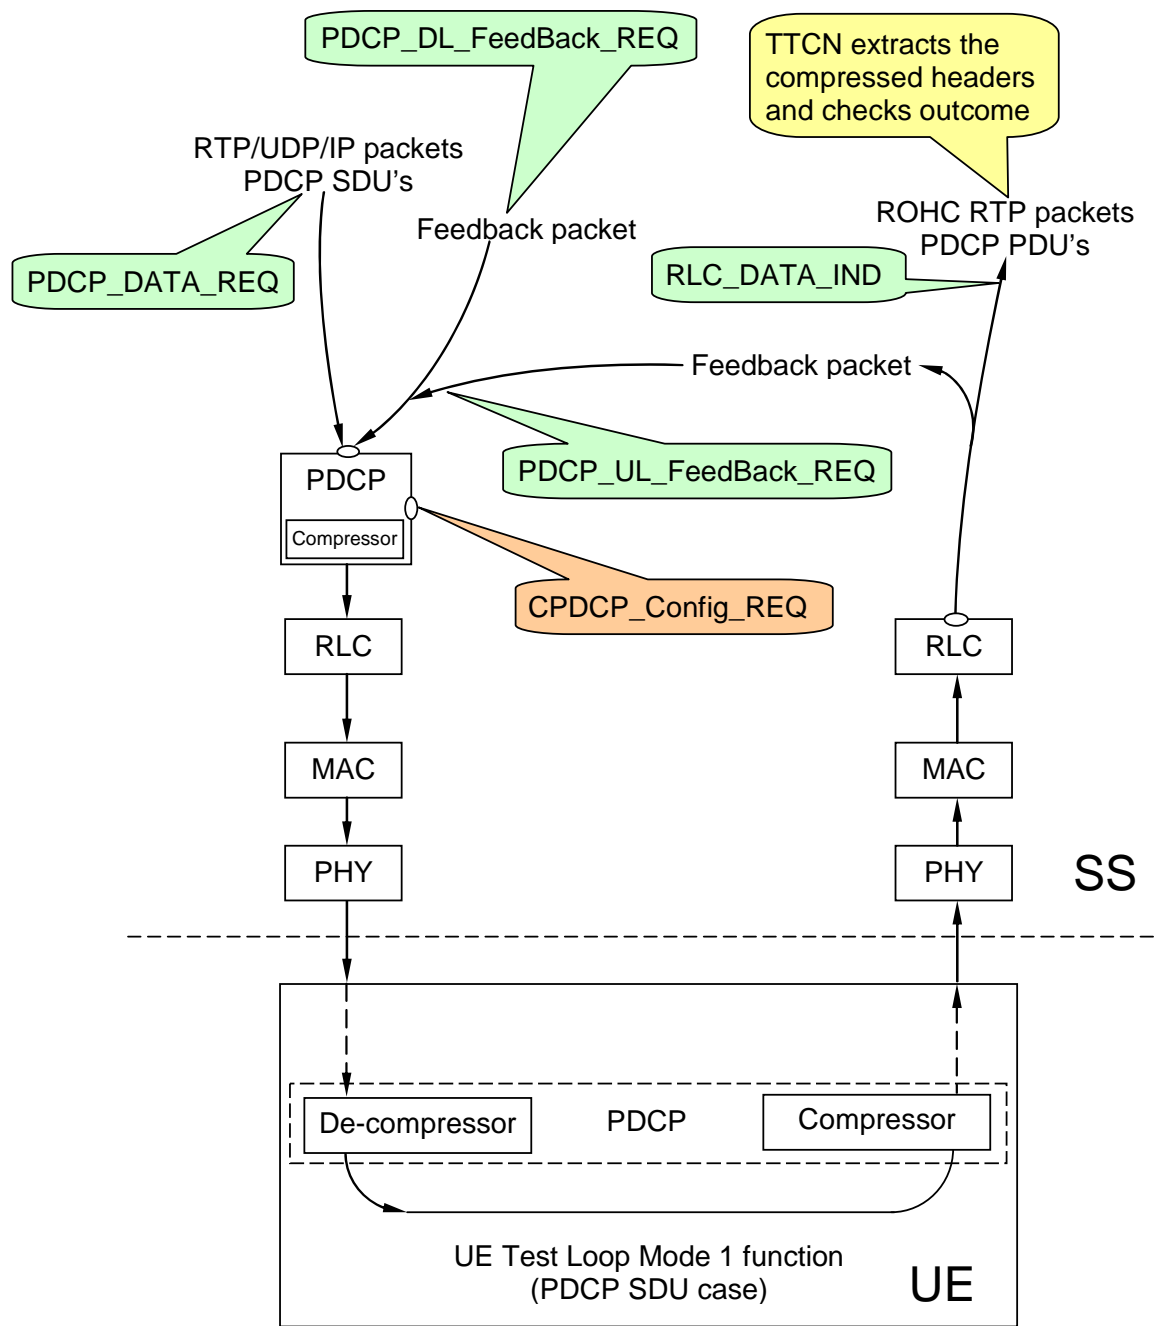 PDCP_DL_FeedBack_REQ
TTCN extracts the
compressed headers
and checks outcome
RTP/UDP/IP packets
PDCP SDU's
Feedback packet
ROHC RTP packets
PDCP PDU's
PDCP_DATA_REQ
RLC_DATA_IND
Feedback packet
PDCP
PDCP_UL_FeedBack_REQ
Compressor
CPDCP_Config_REQ
RLC
RLC
MAC
MAC
PHY
PHY
SS
De-compressor
PDCP
Compressor
UE Test Loop Mode 1 function
(PDCP SDU case)
UE